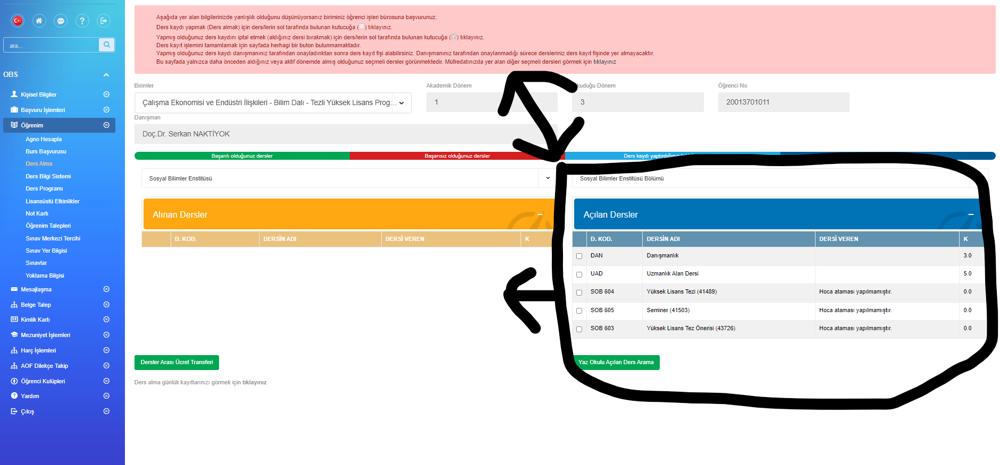 ara...
OBS
Kişisel Bilgiler
Başvuru İşlemleri
Öğrenim
Agno Hesapla
Burs Başvurusu
Ders Alma
Ders Bilgi Sistemi
Ders Programı
Lisansüstü Etkinlikler
Not Kartı
Öğrenim Talepleri
Sınav Merkezi Tercihi
Sınav Yer Bilgisi
Sınavlar
Yoklama Bilgisi
Mesajlaşma
Belge Talep
Kimlik Kartı
Mezuniyet İşlemleri
Harç İşlemleri
AOF Dilekçe Takip
Öğrenci Kulüpleri
Yardım
Çıkış
Aşağıda yer alan bilgilerinizde yanlışlık olduğunu düşünüyorsanız biriminiz öğrenci işleri bürosuna başvurunuz.
Ders kaydı yapmak (Ders almak) için ders/lerin sol tarafında bulunan kutucuğa ( ) tıklayınız.
Yapmış olduğunuz ders kaydını iptal etmek (aldığınız dersi bırakmak) için ders/lerin sol tarafında bulunan kutucuğa ( ) tıklayınız.
Ders kayıt işlemini tamamlamak için sayfada herhagi bir buton bulunmamaktadır.
Yapmış olduğunuz ders kaydı danışmanınız tarafından onayladınktan sonra ders kayıt fişi alabilirsiniz. Danışmanınız tarafından onaylanmadığı sürece dersleriniz ders kayıt fişinde yer almayacaktır.
Bu sayfada yalnızca daha önceden aldığınız veya aktif dönemde almış olduğunuz seçmeli dersler görünmektedir. Müfredatınızda yer alan diğer seçmeli dersleri görmek için tıklayınız
Birimler
Akademik Dönem
kuduğu Dönem
Öğrenci No
Çalışma Ekonomisi ve Endüstri İlişkileri - Bilim Dalı - Tezli Yüksek Lisans Prog...
1
3
20013701011
Danışman
Doç.Dr. Serkan NAKTİYOK
Başarılı olduğunuz dersler
Başarısız olduğunuz dersler
Ders kaydı yaptırdığınız
Sosyal Bilimler Enstitüsü
Sosyal Bilimler Enstitüsü Bölümü
Alınan Dersler
D. KOD. DERSİN ADI DERSİ VEREN K
Açılan Dersler
D. KOD. DERSİN ADI DERSİ VEREN K
DAN Danışmanlık 3.0
UAD Uzmanlık Alan Dersi 5.0
SOB 604 Yüksek Lisans Tezi (41489) Hoca ataması yapılmamıştır. 0.0
SOB 605 Seminer (41503) Hoca ataması yapılmamıştır. 0.0
SOB 603 Yüksek Lisans Tez Önerisi (43726) Hoca ataması yapılmamıştır. 0.0
Dersler Arası Ücret Transferi
Yaz Okulu Açılan Ders Arama
Ders alma günlük kayıtlarınızı görmek için tıklayınız